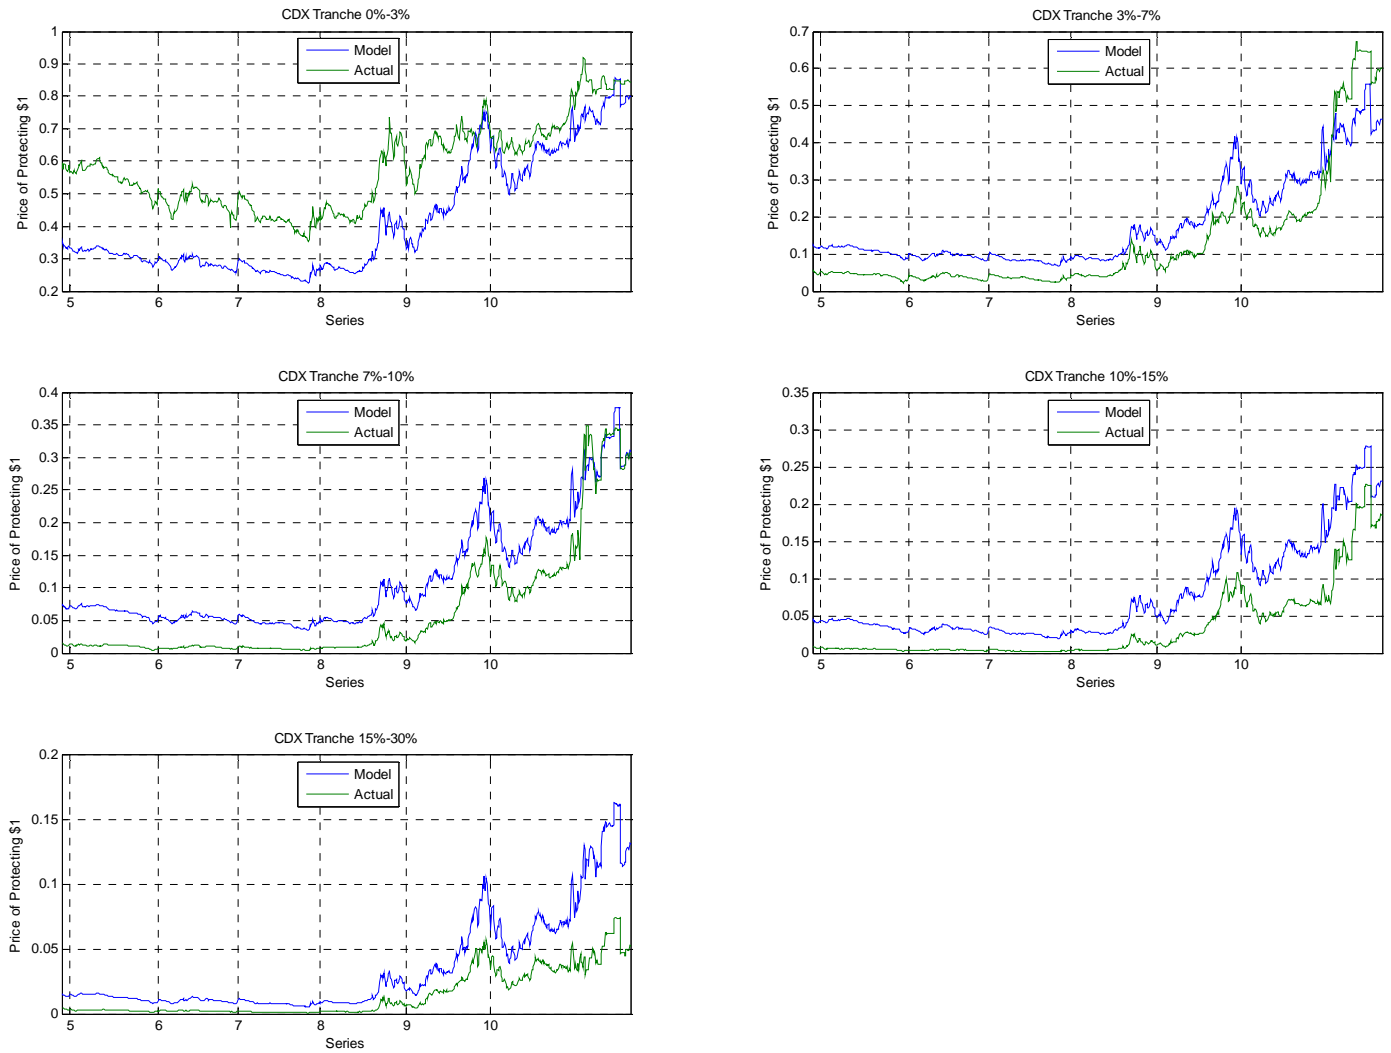 CDX Tranche 0%-3%
Price of Protecting $1
1
0.9
0.8
0.7
0.6
0.5
0.4
0.3
0.2
Model
Actual
5 6 7 8 9 10
Series
CDX Tranche 3%-7%
Price of Protecting $1
0.7
0.6
0.5
0.4
0.3
0.2
0.1
0
Model
Actual
5 6 7 8 9 10
Series
CDX Tranche 7%-10%
Price of Protecting $1
0.4
0.35
0.3
0.25
0.2
0.15
0.1
0.05
0
Model
Actual
5 6 7 8 9 10
Series
CDX Tranche 10%-15%
Price of Protecting $1
0.35
0.3
0.25
0.2
0.15
0.1
0.05
0
Model
Actual
5 6 7 8 9 10
Series
CDX Tranche 15%-30%
Price of Protecting $1
0.2
0.15
0.1
0.05
0
Model
Actual
5 6 7 8 9 10
Series